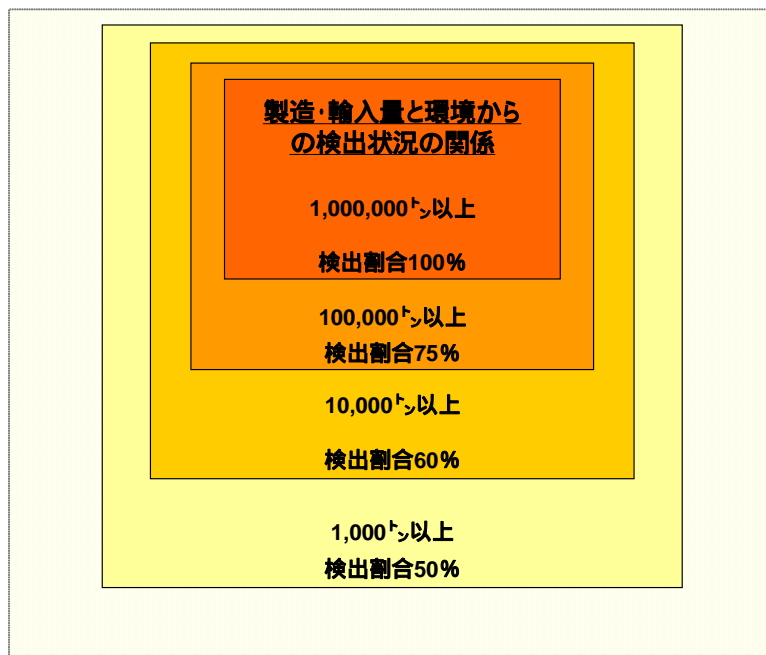 製造・輸入量と環境から
の検出状況の関係
1,000,000㌧以上
検出割合100%
100,000㌧以上
検出割合75%
10,000㌧以上
検出割合60%
1,000㌧以上
検出割合50%